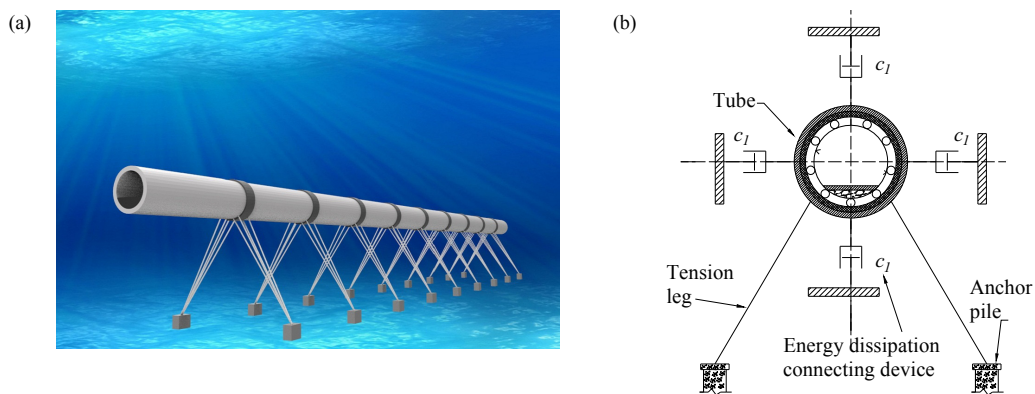 (a)
(b)
c1
Tube
c1
c1
c1
Tension
leg
Anchor
pile
Energy dissipation
connecting device